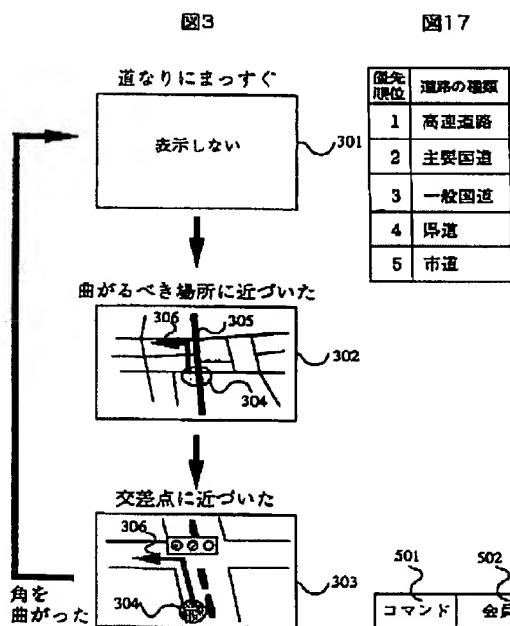 図3
道なりにまっすぐ
表示しない
301
曲がるべき場所に近づいた
306
305
302
304
交差点に近づいた
306
303
304
角を
曲がった
図17
優先
順位
道路の種類
1 高速道路
2 主要国道
3 一般国道
4 県道
5 市道
501
502
コマンド
会員